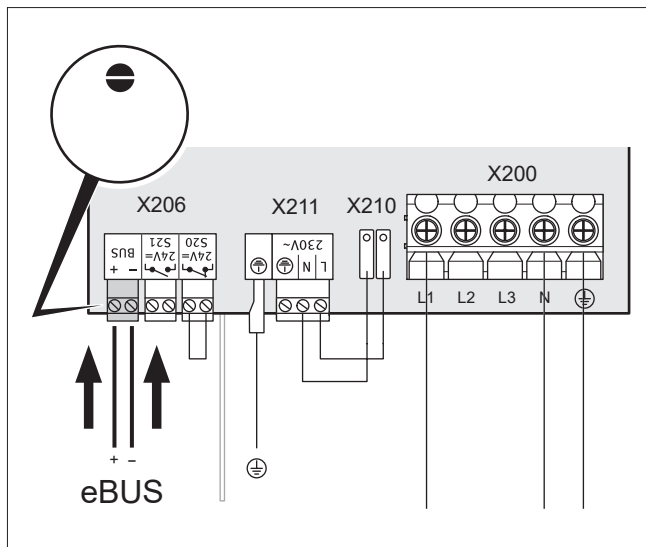 X200
X206
X211
X210
BUS
+ −
24V=
S21
24V=
S20
230V~
N L
L1 L2 L3 N
+ −
eBUS